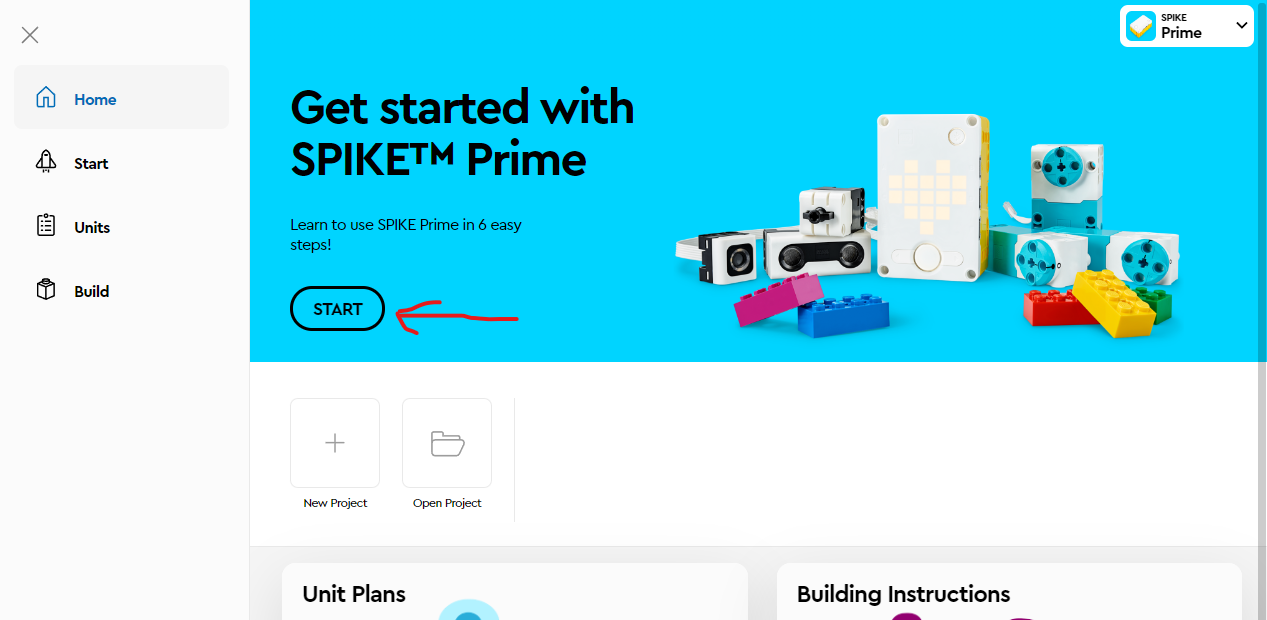 Home
Start
Units
Build
SPIKE
Prime
Get started with
SPIKE™ Prime
Learn to use SPIKE Prime in 6 easy
steps!
START
New Project
Open Project
Unit Plans
Building Instructions